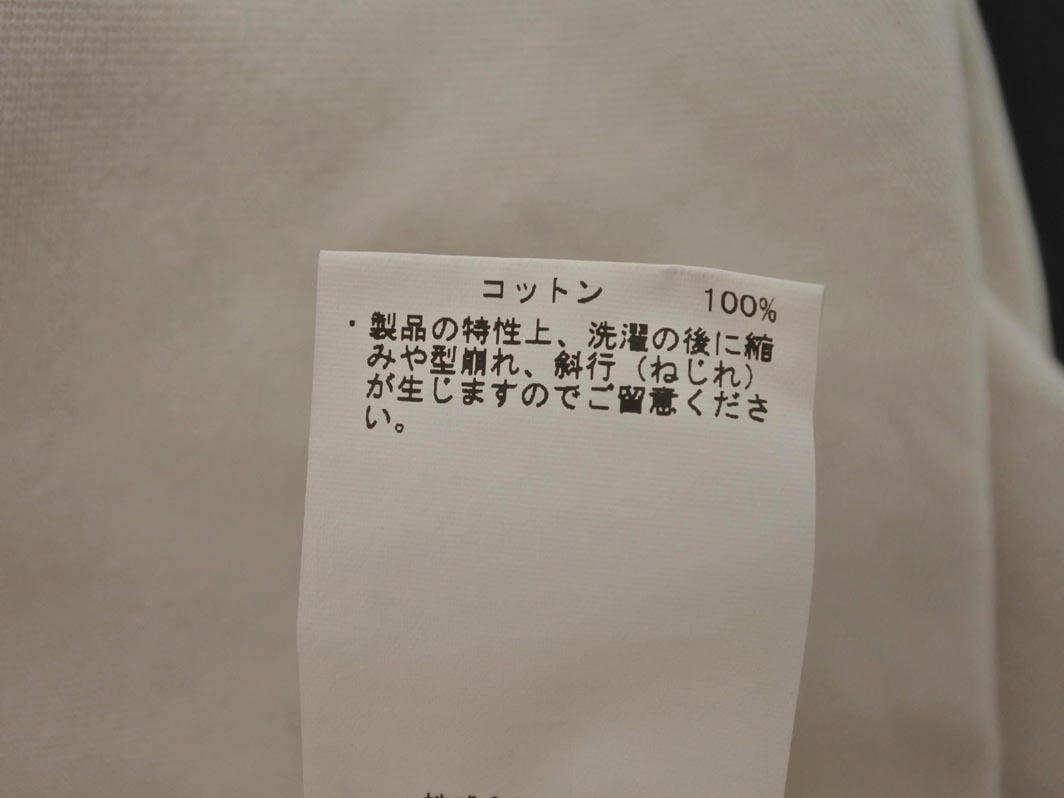 コットン 100%
・製品の特性上、洗濯の後に縮
みや型崩れ、斜行（ねじれ）
が生じますのでご留意くださ
い。